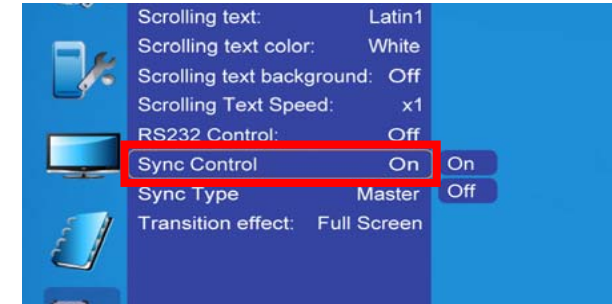 Scrolling text: Latin1
Scrolling text color: White
Scrolling text background: Off
Scrolling Text Speed: x1
RS232 Control: Off
Sync Control On On
Sync Type Master Off
Transition effect: Full Screen